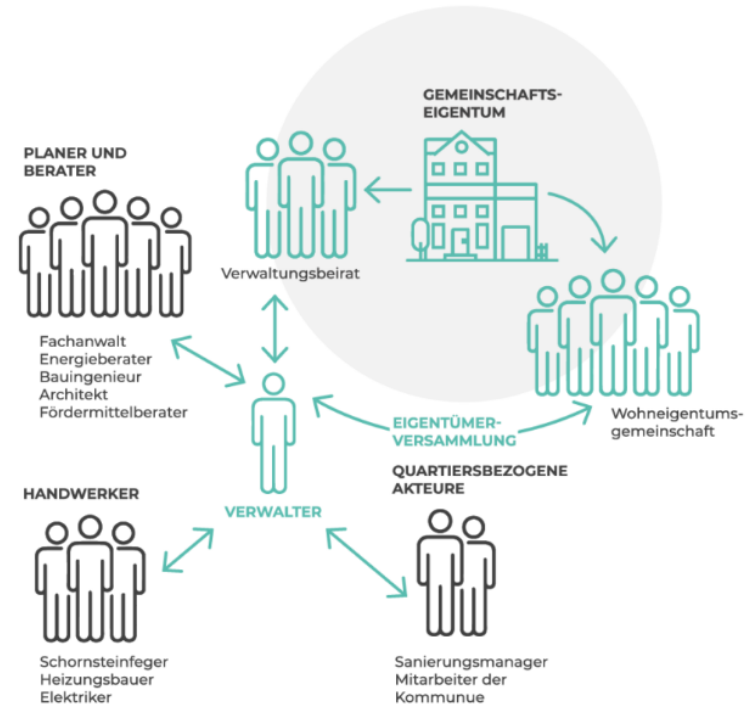 GEMEINSCHAFTS-
EIGENTUM
PLANER UND
BERATER
Verwaltungsbeirat
Fachanwalt
Energieberater
Bauingenieur
Architekt
Fördermittelberater
EIGENTÜMER-
VERSAMMLUNG
Wohneigentums-
gemeinschaft
VERWALTER
QUARTIERSBEZOGENE
AKTEURE
HANDWERKER
Schornsteinfeger
Heizungsbauer
Elektriker
Sanierungsmanager
Mitarbeiter der
Kommunue